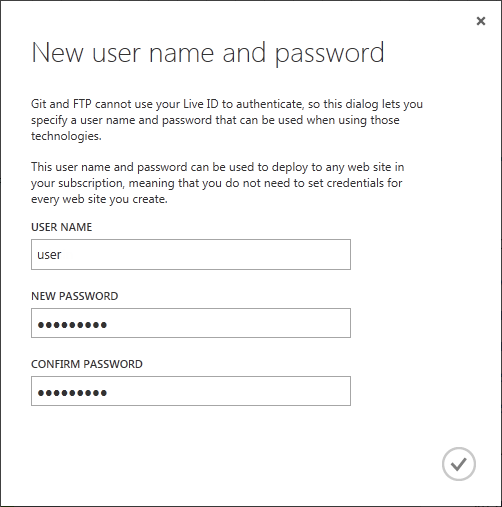 New user name and password
Git and FTP cannot use your Live ID to authenticate, so this dialog lets you
specify a user name and password that can be used when using those
technologies.
This user name and password can be used to deploy to any web site in
your subscription, meaning that you do not need to set credentials for
every web site you create.
USER NAME
user
NEW PASSWORD
●●●●●●●●●
CONFIRM PASSWORD
●●●●●●●●●